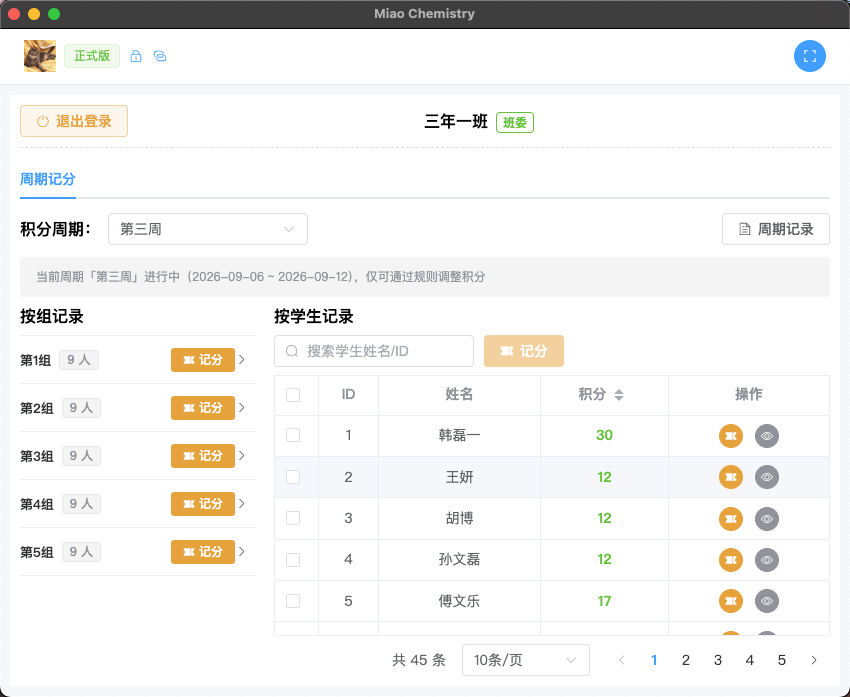 Miao Chemistry
正式版
退出登录
三年一班 班委
周期记分
积分周期： 第三周 周期记录
当前周期「第三周」进行中（2026-09-06 ~ 2026-09-12)，仅可通过规则调整积分
按组记录
第1组 9 人 记分
第2组 9 人 记分
第3组 9 人 记分
第4组 9 人 记分
第5组 9 人 记分
按学生记录
搜索学生姓名/ID 记分
ID 姓名 积分 操作
1 韩磊一 30
2 王妍 12
3 胡博 12
4 孙文磊 12
5 傅文乐 17
共 45 条 10条/页 1 2 3 4 5